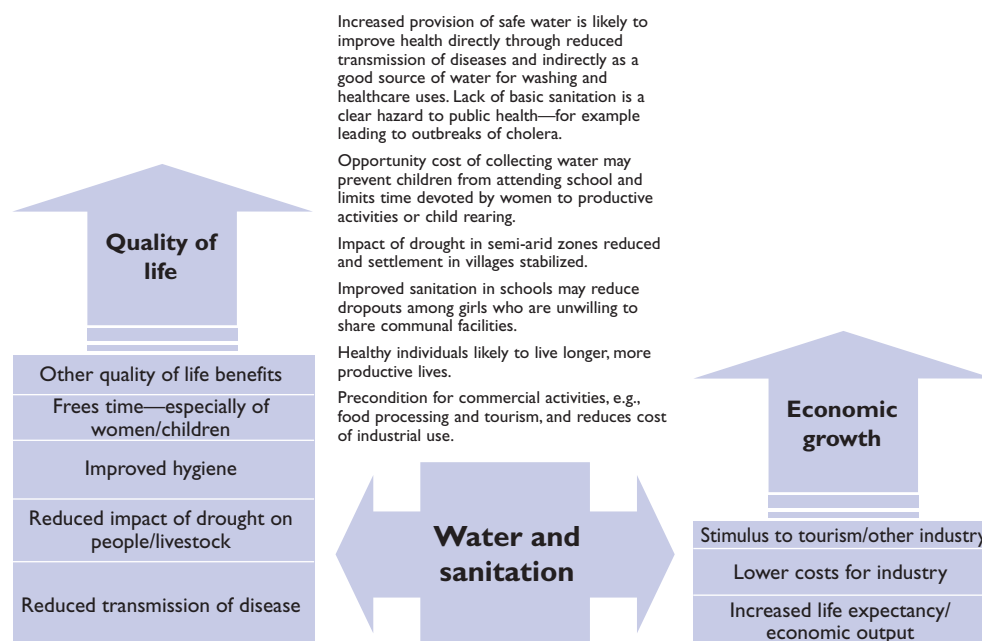 Increased provision of safe water is likely to
improve health directly through reduced
transmission of diseases and indirectly as a
good source of water for washing and
healthcare uses. Lack of basic sanitation is a
clear hazard to public health—for example
leading to outbreaks of cholera.
Opportunity cost of collecting water may
prevent children from attending school and
limits time devoted by women to productive
activities or child rearing.
Impact of drought in semi-arid zones reduced
and settlement in villages stabilized.
Improved sanitation in schools may reduce
dropouts among girls who are unwilling to
share communal facilities.
Healthy individuals likely to live longer, more
productive lives.
Precondition for commercial activities, e.g.,
food processing and tourism, and reduces cost
of industrial use.
Quality of
life
Other quality of life benefits
Frees time—especially of
women/children
Improved hygiene
Reduced impact of drought on
people/livestock
Reduced transmission of disease
Water and
sanitation
Economic
growth
Stimulus to tourism/other industry
Lower costs for industry
Increased life expectancy/
economic output